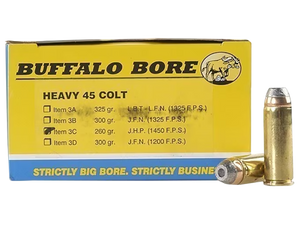 BUFFALO BORE
HEAVY 45 COLT
Item 3A 325 gr. L.B.T.-L.F.N. (1325 F.P.S.)
Item 3B 300 gr. J.F.N. (1325 F.P.S.)
Item 3C 260 gr. J.H.P. (1450 F.P.S.)
Item 3D 300 gr. J.F.N. (1200 F.P.S.)
STRICTLY BIG BORE. STRICTLY BUSINE